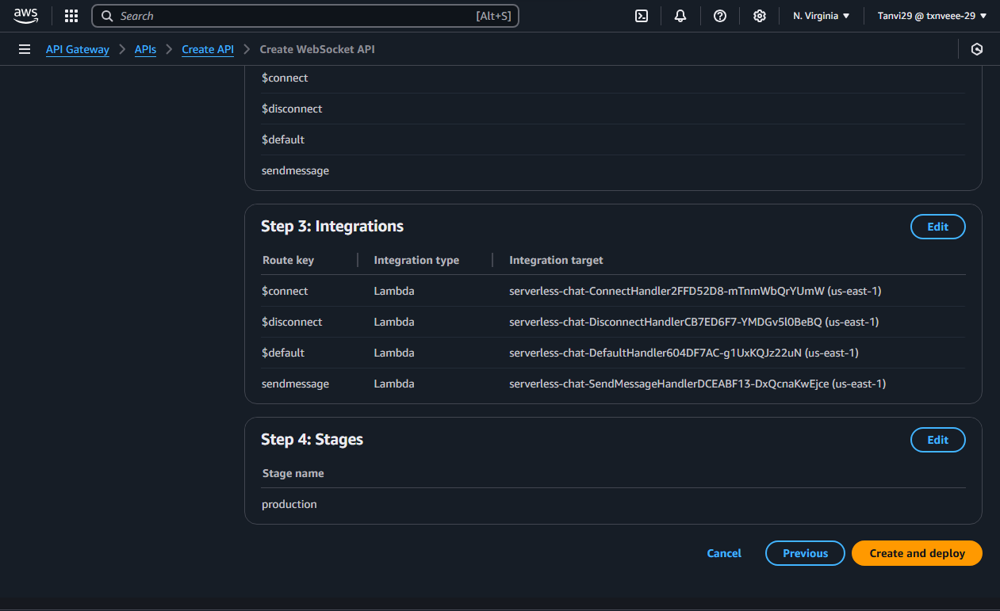 aws Search [Alt+S] N. Virginia Tanvi29 @ txnveee-29
API Gateway APIs Create API Create WebSocket API
$connect
$disconnect
$default
sendmessage
Step 3: Integrations Edit
Route key Integration type Integration target
$connect Lambda serverless-chat-ConnectHandler2FFD52D8-mTnmWbQrYUmW (us-east-1)
$disconnect Lambda serverless-chat-DisconnectHandlerCB7ED6F7-YMDGv5l0BeBQ (us-east-1)
$default Lambda serverless-chat-DefaultHandler604DF7AC-g1UxKQJz22uN (us-east-1)
sendmessage Lambda serverless-chat-SendMessageHandlerDCEABF13-DxQcnaKwEjce (us-east-1)
Step 4: Stages Edit
Stage name
production
Cancel Previous Create and deploy